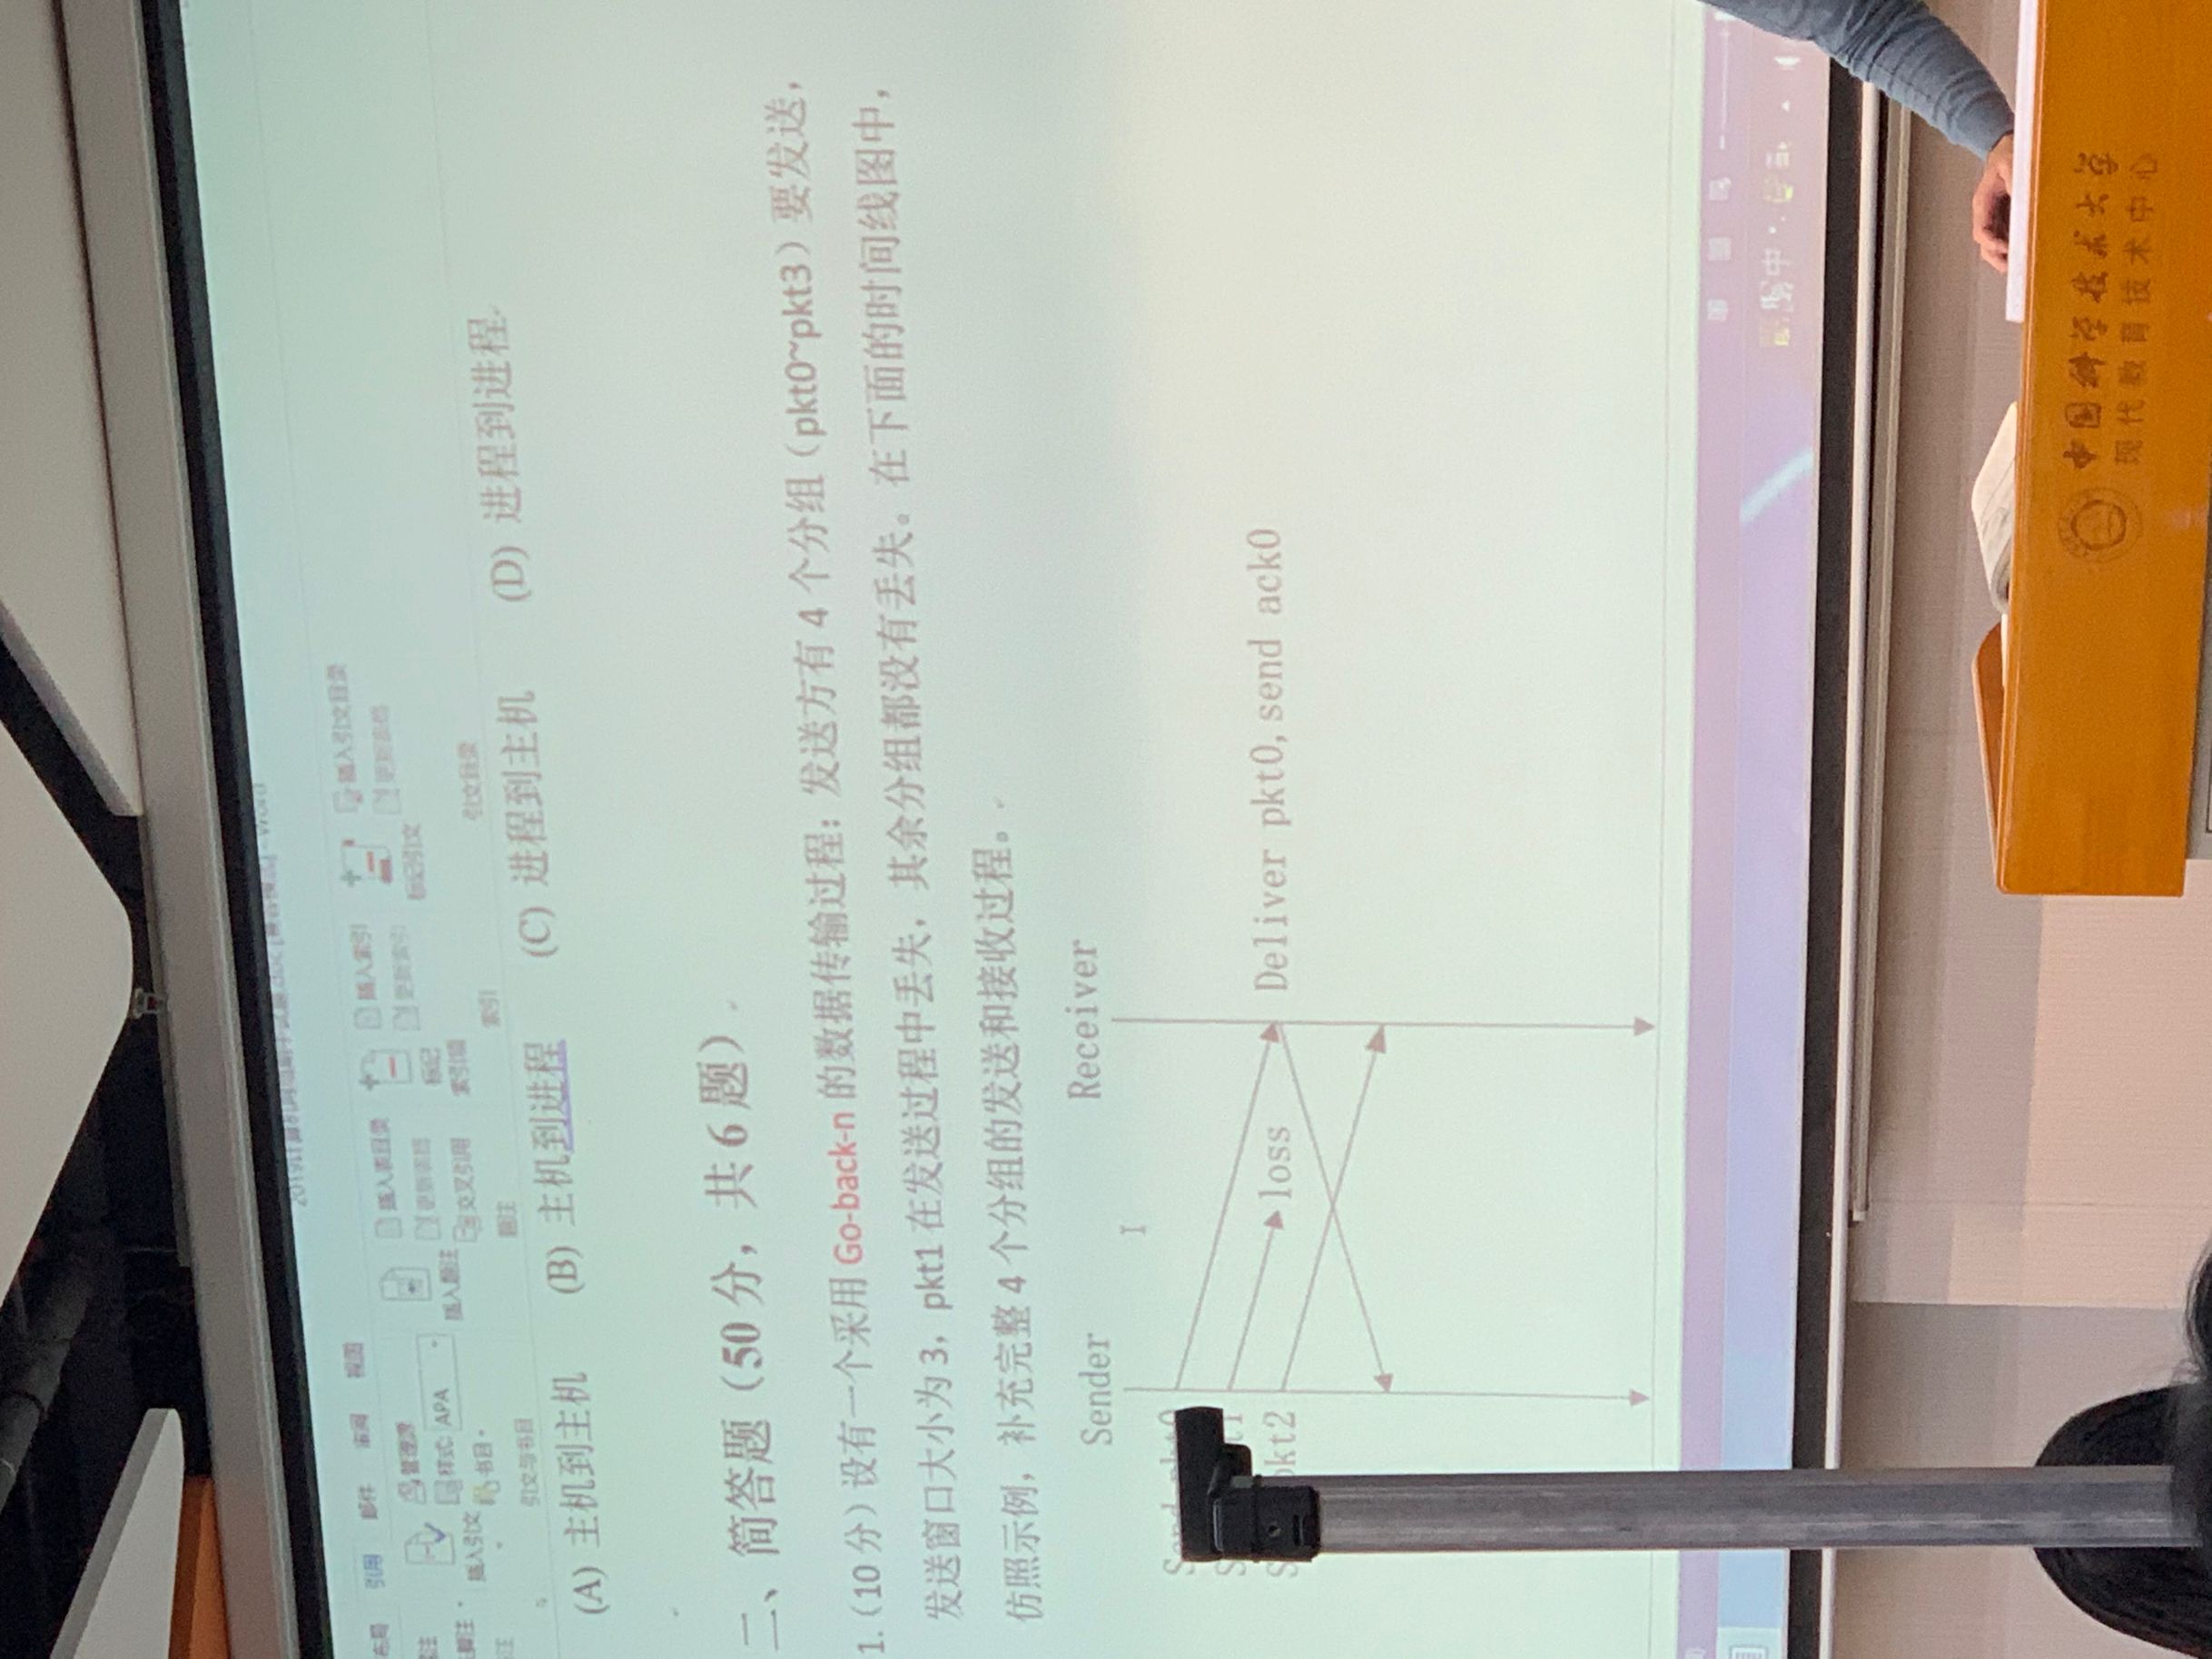 2019计算机网络期中试题.doc [兼容模式] - Word
布局 引用 邮件 审阅 视图
插入引文
管理源
样式: APA
书目
引文与书目
插入题注
插入表目录
更新表格
交叉引用
题注
标记
索引项
插入索引
更新索引
索引
标记引文
插入引文目录
更新表格
引文目录
(A) 主机到主机 (B) 主机到进程 (C) 进程到主机 (D) 进程到进程
二、简答题（50 分，共 6 题）
1.（10 分）设有一个采用 Go-back-n 的数据传输过程：发送方有 4 个分组（pkt0~pkt3）要发送，
发送窗口大小为 3，pkt1 在发送过程中丢失，其余分组都没有丢失。在下面的时间线图中，
仿照示例，补充完整 4 个分组的发送和接收过程。
Sender Receiver
Send pkt0
pkt2
loss
Deliver pkt0,send ack0
中
中国科学技术大学
现代教育技术中心